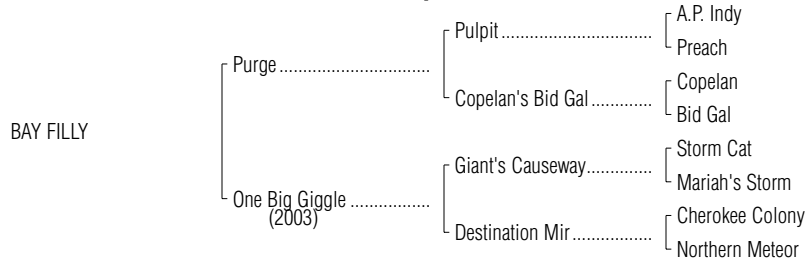 A.P. Indy
Pulpit................................
Preach
Purge................................
Copelan
Copelan's Bid Gal.............
Bid Gal
BAY FILLY
Storm Cat
Giant's Causeway..............
Mariah's Storm
One Big Giggle.................
(2003)
Cherokee Colony
Destination Mir.................
Northern Meteor